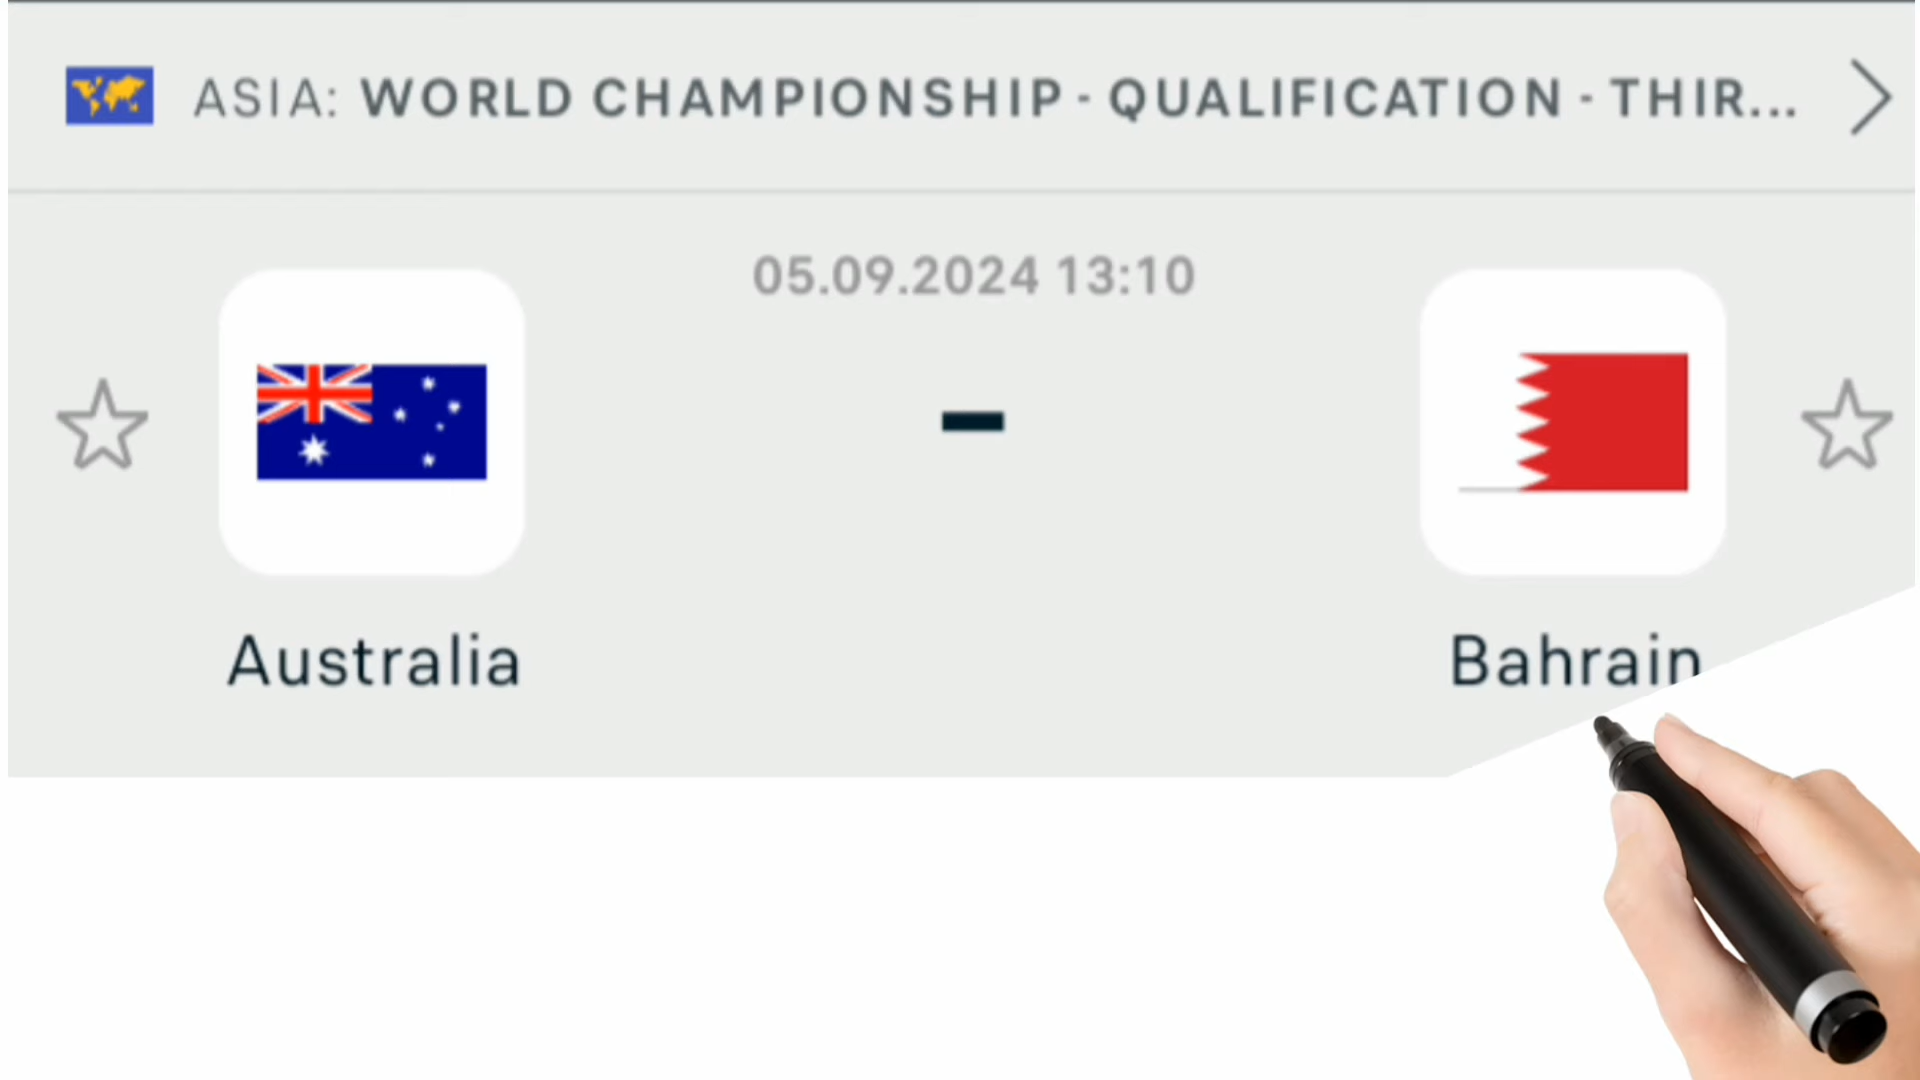 ASIA: WORLD CHAMPIONSHIP - QUALIFICATION - THIR...
05.09.2024 13:10
-
Australia
Bahrain